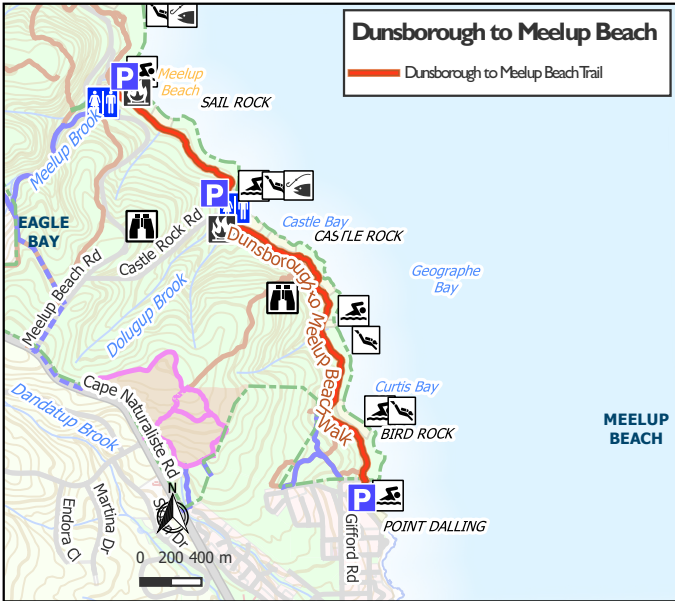 Dunsborough to Meelup Beach
Dunsborough to Meelup Beach Trail
P
Meelup
Beach
SAIL ROCK
Meelup Brook
P
EAGLE
BAY
Castle Rock Rd
Castle Bay
CASTLE ROCK
Meelup Beach Rd
Dunsborough to Meelup Beach Walk
Geographe
Bay
Dolugup Brook
Cape Naturaliste Rd
Curtis Bay
Dandatup Brook
BIRD ROCK
MEELUP
BEACH
P
POINT DALLING
Endora Cl
Martina Dr
N
Gifford Rd
0 200 400 m